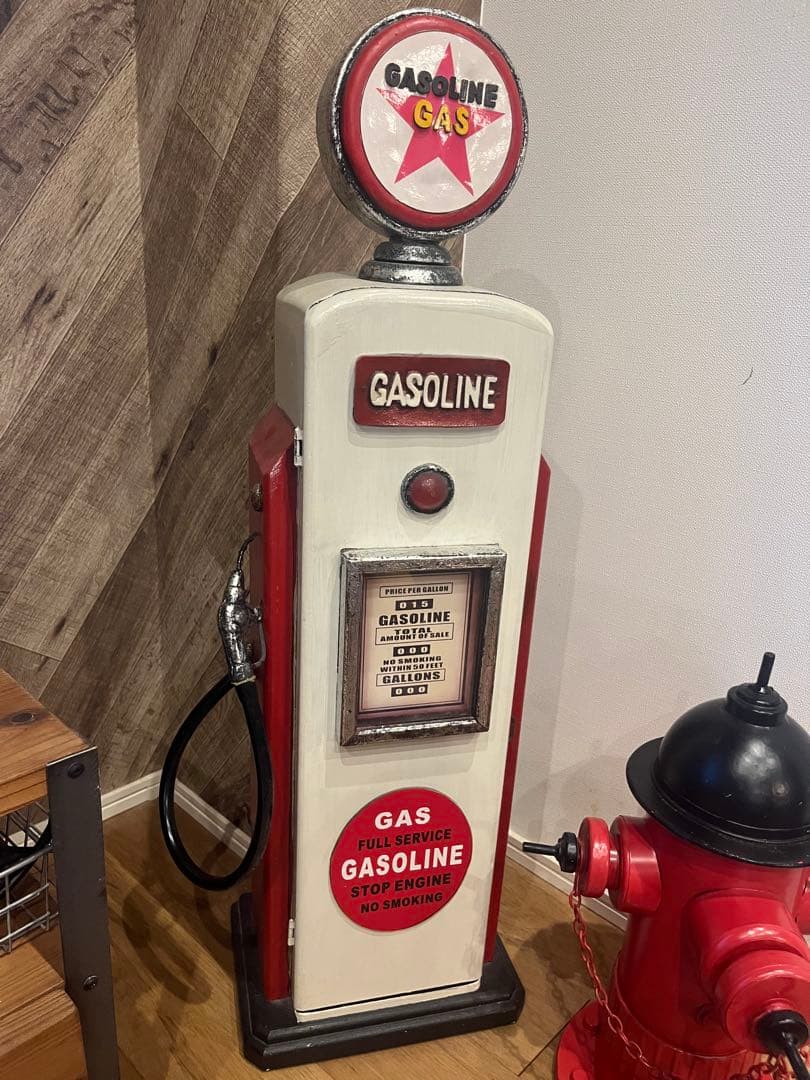 GASOLINE
GAS
GASOLINE
PRICE PER GALLON
015
GASOLINE
TOTAL
AMOUNT OF SALE
000
NO SMOKING
WITHIN 50 FEET
GALLONS
000
GAS
FULL SERVICE
GASOLINE
STOP ENGINE
NO SMOKING